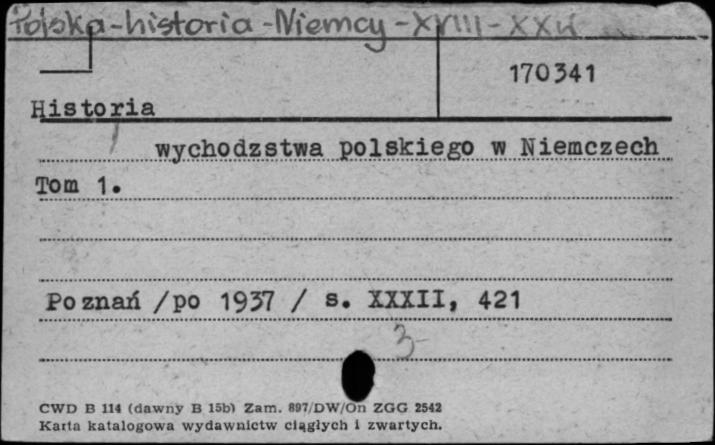 Polska-historia-Niemcy-XVIII-XXw
170341
Historia
wychodzstwa polskiego w Niemczech
Tom 1.
Poznań /po 1937 / s. XXXII, 421
3-
CWD B 114 (dawny B 15b) Zam. 897/DW/On ZGG 2542
Karta katalogowa wydawnictw ciągłych i zwartych.